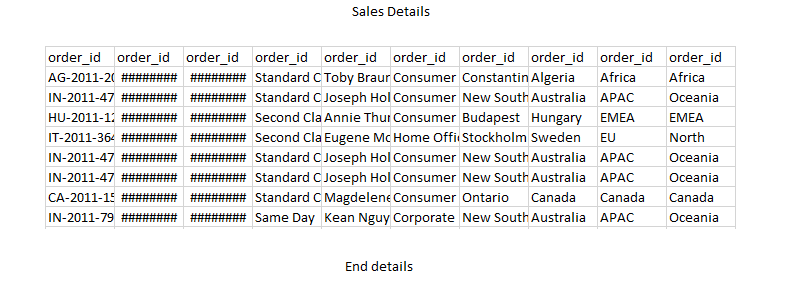 Sales Details
order_id order_id order_id order_id order_id order_id order_id order_id order_id order_id
AG-2011-20 ######## ######## Standard C Toby Braun Consumer Constantin Algeria Africa Africa
IN-2011-47 ######## ######## Standard C Joseph Hol Consumer New South Australia APAC Oceania
HU-2011-12 ######## ######## Second Cla Annie Thur Consumer Budapest Hungary EMEA EMEA
IT-2011-364 ######## ######## Second Cla Eugene Mo Home Offi Stockholm Sweden EU North
IN-2011-47 ######## ######## Standard C Joseph Hol Consumer New South Australia APAC Oceania
IN-2011-47 ######## ######## Standard C Joseph Hol Consumer New South Australia APAC Oceania
CA-2011-15 ######## ######## Standard C Magdelene Consumer Ontario Canada Canada Canada
IN-2011-79 ######## ######## Same Day Kean Nguy Corporate New South Australia APAC Oceania
End details